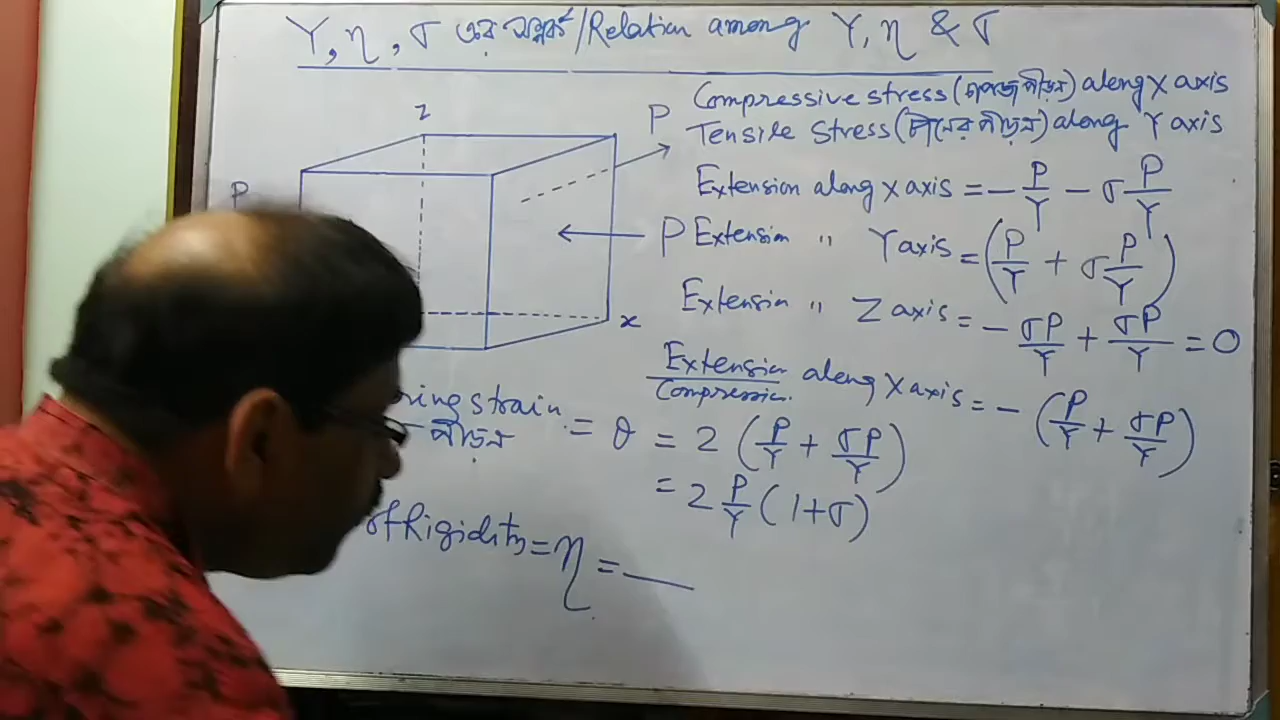 Y, η, σ এর সম্পর্ক/Relation among Y, η & σ
Compressive stress (চাপজ পীড়ন) along X axis
Tensile Stress (টানের পীড়ন) along Y axis
Z
P
P
P
x
Extension along x axis = - P/Y - σ P/Y
Extension " Y axis = (P/Y + σ P/Y)
Extension " Z axis = - σP/Y + σP/Y = 0
Extension/Compression. along X axis = - (P/Y + σP/Y)
ring strain.
পীড়ন
= θ = 2 (P/Y + σP/Y)
= 2 P/Y (1+σ)
of Rigidity = η = —